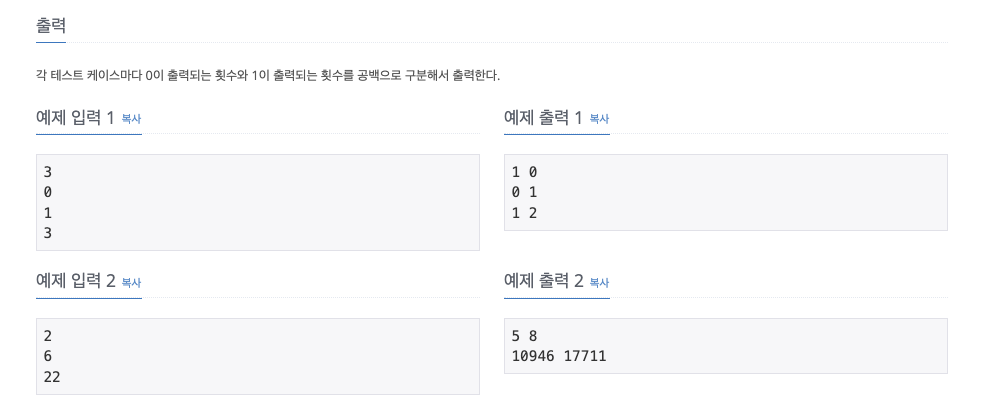 출력
각 테스트 케이스마다 0이 출력되는 횟수와 1이 출력되는 횟수를 공백으로 구분해서 출력한다.
예제 입력 1 복사
3
0
1
3
예제 출력 1 복사
1 0
0 1
1 2
예제 입력 2 복사
2
6
22
예제 출력 2 복사
5 8
10946 17711